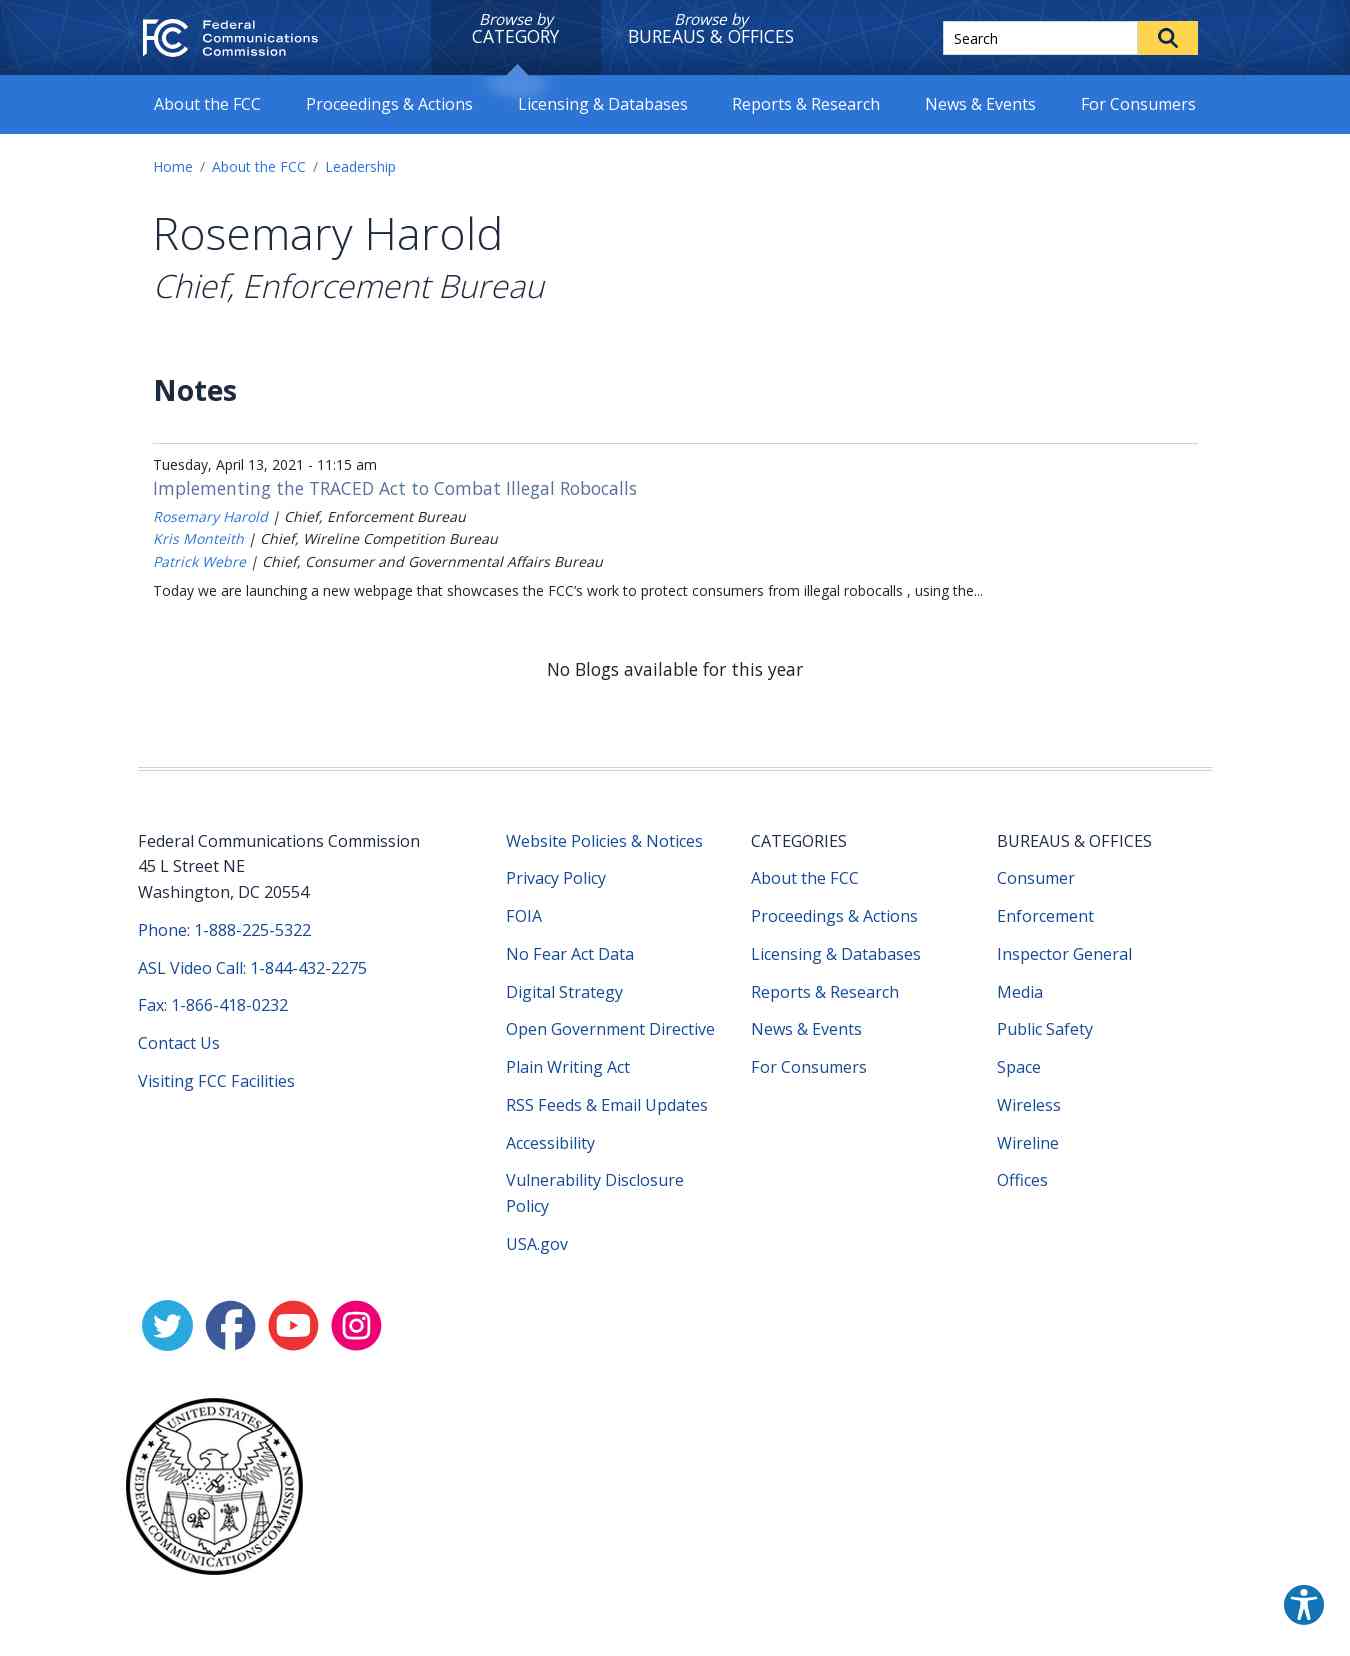 Federal
Communications
Commission
Browse by
CATEGORY
Browse by
BUREAUS & OFFICES
Search
About the FCC
Proceedings & Actions
Licensing & Databases
Reports & Research
News & Events
For Consumers
Home / About the FCC / Leadership
Rosemary Harold
Chief, Enforcement Bureau
Notes
Tuesday, April 13, 2021 - 11:15 am
Implementing the TRACED Act to Combat Illegal Robocalls
Rosemary Harold | Chief, Enforcement Bureau
Kris Monteith | Chief, Wireline Competition Bureau
Patrick Webre | Chief, Consumer and Governmental Affairs Bureau
Today we are launching a new webpage that showcases the FCC’s work to protect consumers from illegal robocalls , using the...
No Blogs available for this year
Federal Communications Commission
45 L Street NE
Washington, DC 20554
Phone: 1-888-225-5322
ASL Video Call: 1-844-432-2275
Fax: 1-866-418-0232
Contact Us
Visiting FCC Facilities
Website Policies & Notices
Privacy Policy
FOIA
No Fear Act Data
Digital Strategy
Open Government Directive
Plain Writing Act
RSS Feeds & Email Updates
Accessibility
Vulnerability Disclosure
Policy
USA.gov
CATEGORIES
About the FCC
Proceedings & Actions
Licensing & Databases
Reports & Research
News & Events
For Consumers
BUREAUS & OFFICES
Consumer
Enforcement
Inspector General
Media
Public Safety
Space
Wireless
Wireline
Offices
UNITED STATES
FEDERAL COMMUNICATIONS COMMISSION